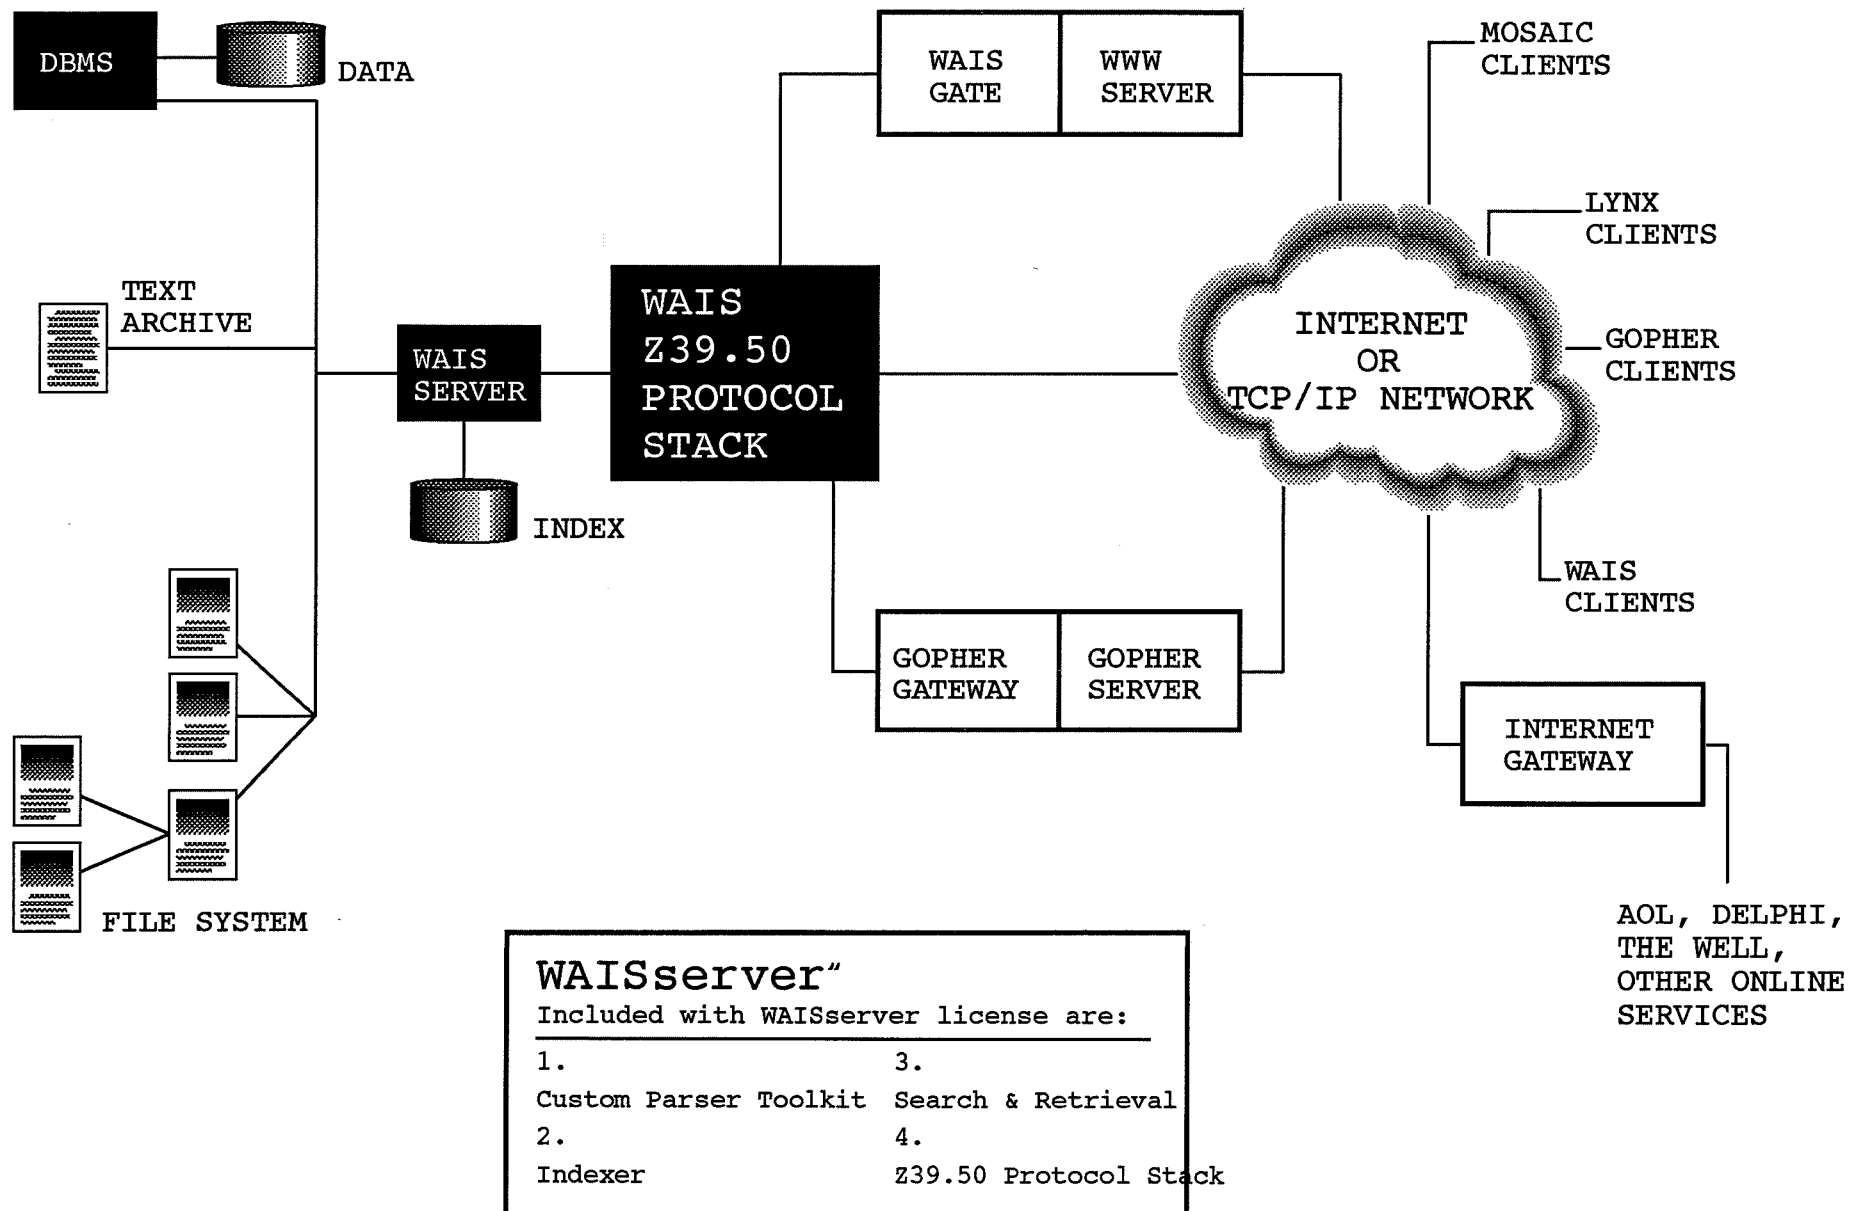 DBMS
DATA
WAIS
GATE
WWW
SERVER
MOSAIC
CLIENTS
LYNX
CLIENTS
TEXT
ARCHIVE
WAIS
SERVER
WAIS
Z39.50
PROTOCOL
STACK
INTERNET
OR
TCP/IP NETWORK
GOPHER
CLIENTS
INDEX
WAIS
CLIENTS
GOPHER
GATEWAY
GOPHER
SERVER
INTERNET
GATEWAY
FILE SYSTEM
AOL, DELPHI,
THE WELL,
OTHER ONLINE
SERVICES
WAISserver"
Included with WAISserver license are:
1.
Custom Parser Toolkit
2.
Indexer
3.
Search & Retrieval
4.
Z39.50 Protocol Stack